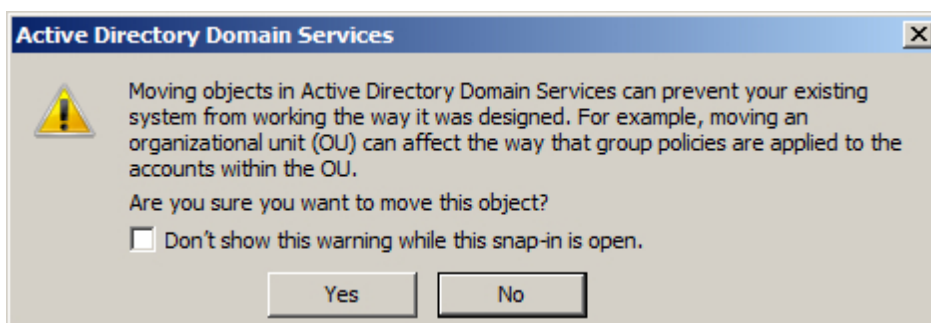 Active Directory Domain Services
Moving objects in Active Directory Domain Services can prevent your existing
system from working the way it was designed. For example, moving an
organizational unit (OU) can affect the way that group policies are applied to the
accounts within the OU.
Are you sure you want to move this object?
Don't show this warning while this snap-in is open.
Yes No